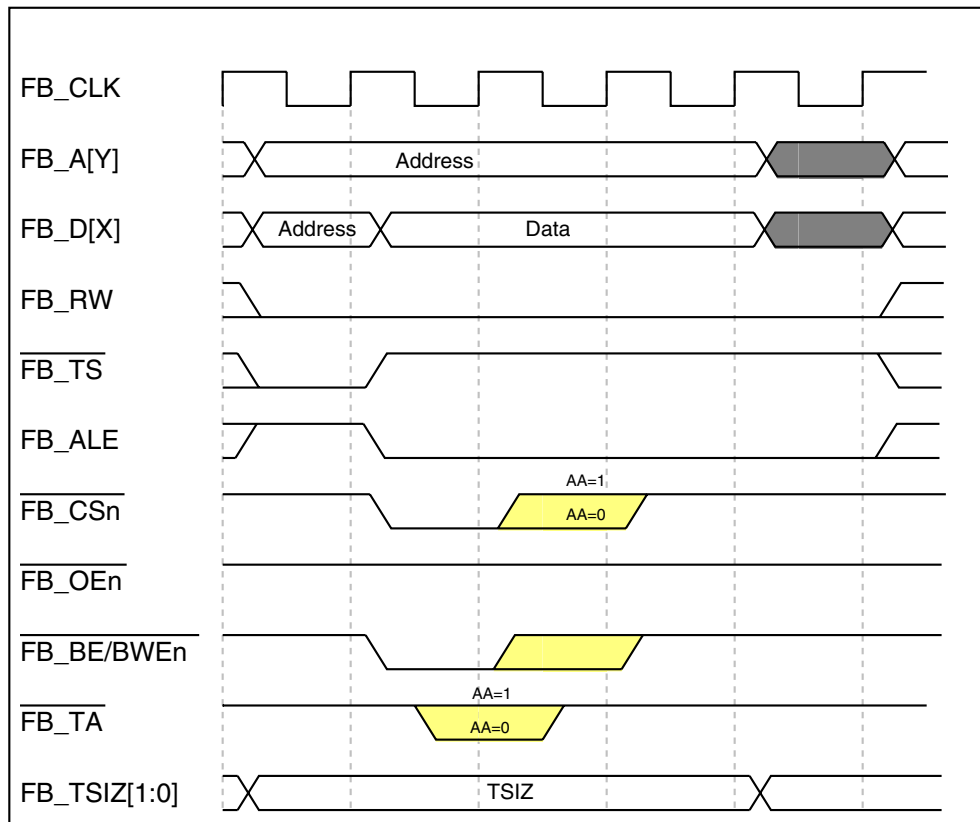 FB_CLK
FB_A[Y]
Address
FB_D[X]
Address
Data
FB_RW
FB_TS
FB_ALE
FB_CSn
AA=1
AA=0
FB_OEn
FB_BE/BWEn
FB_TA
AA=1
AA=0
FB_TSIZ[1:0]
TSIZ